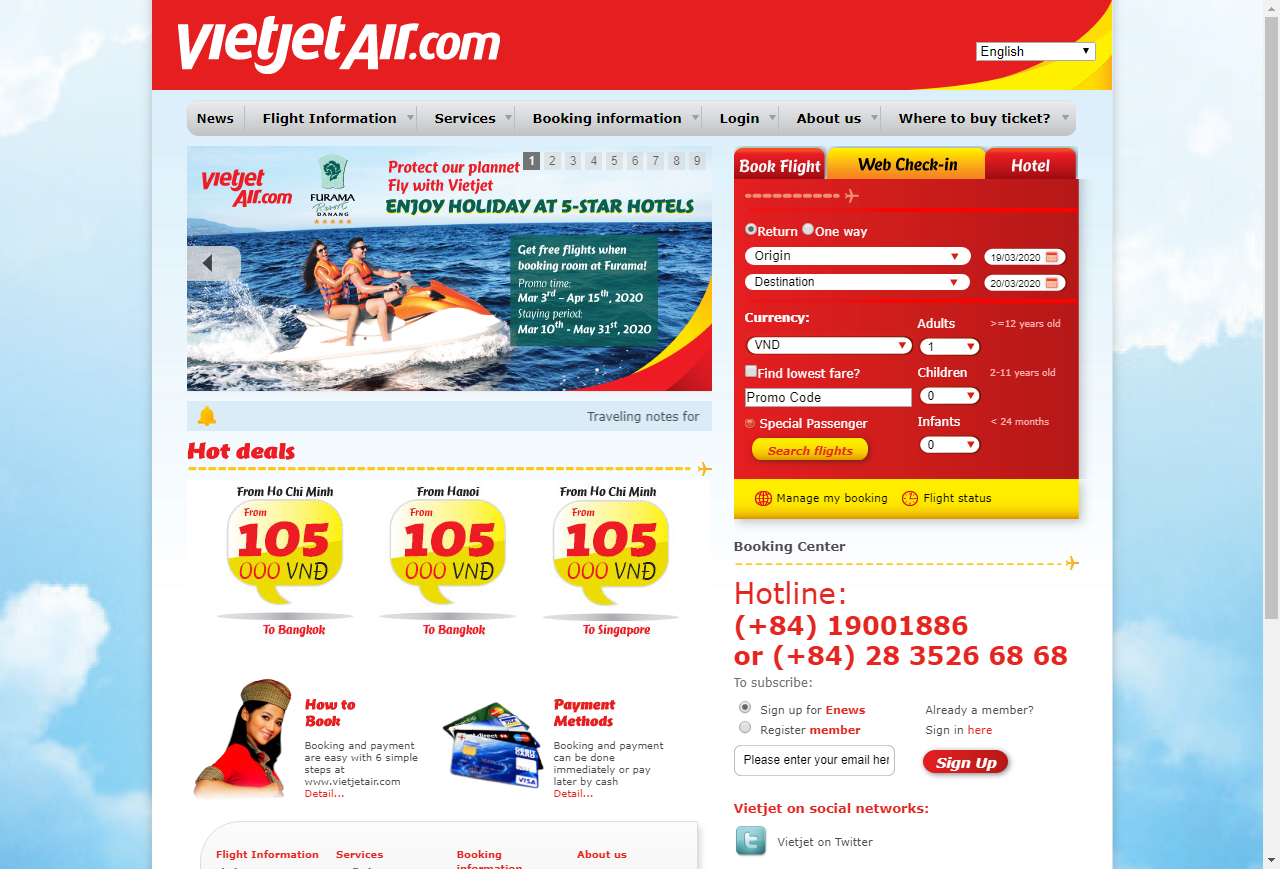 vietjetAir.com
English
News
Flight Information
Services
Booking information
Login
About us
Where to buy ticket?
1 2 3 4 5 6 7 8 9
vietjet
Air.com
FURAMA
Resort
DANANG
Protect our plannet
Fly with Vietjet
ENJOY HOLIDAY AT 5-STAR HOTELS
Get free flights when
booking room at Furama!
Promo time:
Mar 3rd – Apr 15th, 2020
Staying period:
Mar 10th - May 31st, 2020
Traveling notes for
Hot deals
From Ho Chi Minh
From
105
000 VNĐ
To Bangkok
From Hanoi
From
105
000 VNĐ
To Bangkok
From Ho Chi Minh
From
105
000 VNĐ
To Singapore
How to
Book
Booking and payment
are easy with 6 simple
steps at
www.vietjetair.com
Detail...
Payment
Methods
Booking and payment
can be done
immediately or pay
later by cash
Detail...
Flight Information
Services
Booking
information
About us
Book Flight
Web Check-in
Hotel
Return One way
Origin
19/03/2020
Destination
20/03/2020
Currency:
VND
Adults
>=12 years old
1
Find lowest fare?
Children
2-11 years old
0
Promo Code
Special Passenger
Infants
< 24 months
0
Search flights
Manage my booking
Flight status
Booking Center
Hotline:
(+84) 19001886
or (+84) 28 3526 68 68
To subscribe:
Sign up for Enews
Already a member?
Register member
Sign in here
Please enter your email her
Sign Up
Vietjet on social networks:
Vietjet on Twitter